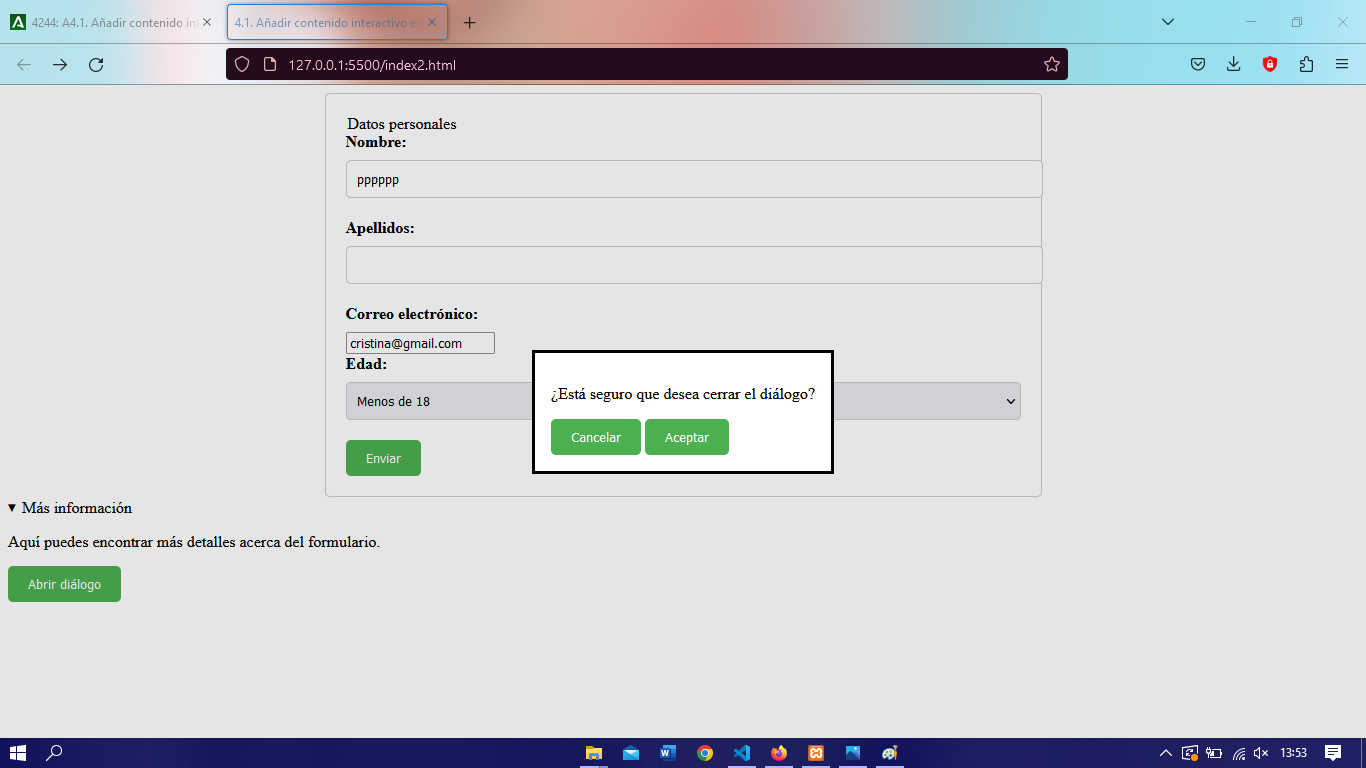 4244: A4.1. Añadir contenido int
4.1. Añadir contenido interactivo en
127.0.0.1:5500/index2.html
Datos personales
Nombre:
pppppp
Apellidos:
Correo electrónico:
cristina@gmail.com
Edad:
Menos de 18
¿Está seguro que desea cerrar el diálogo?
Cancelar Aceptar
Enviar
▼ Más información
Aquí puedes encontrar más detalles acerca del formulario.
Abrir diálogo
13:53